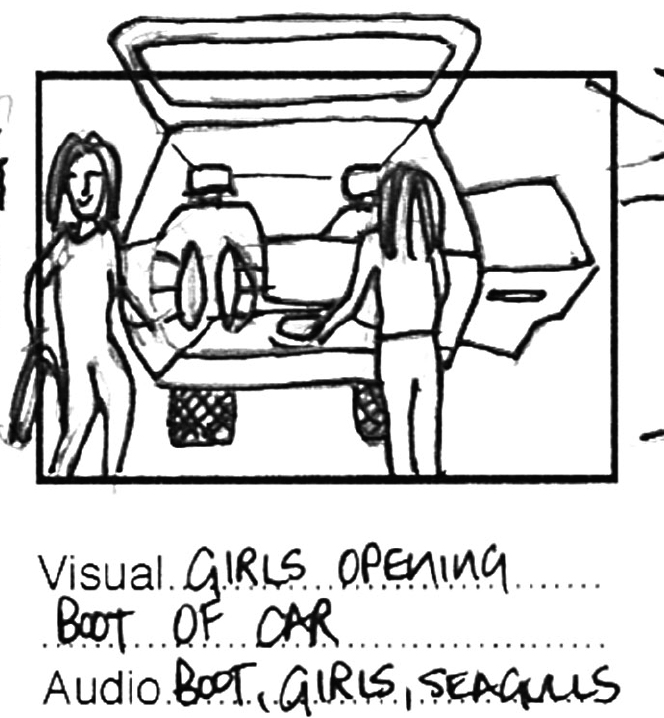 Visual. GIRLS OPENING
BOOT OF CAR
Audio. BOOT, GIRLS, SEAGULLS